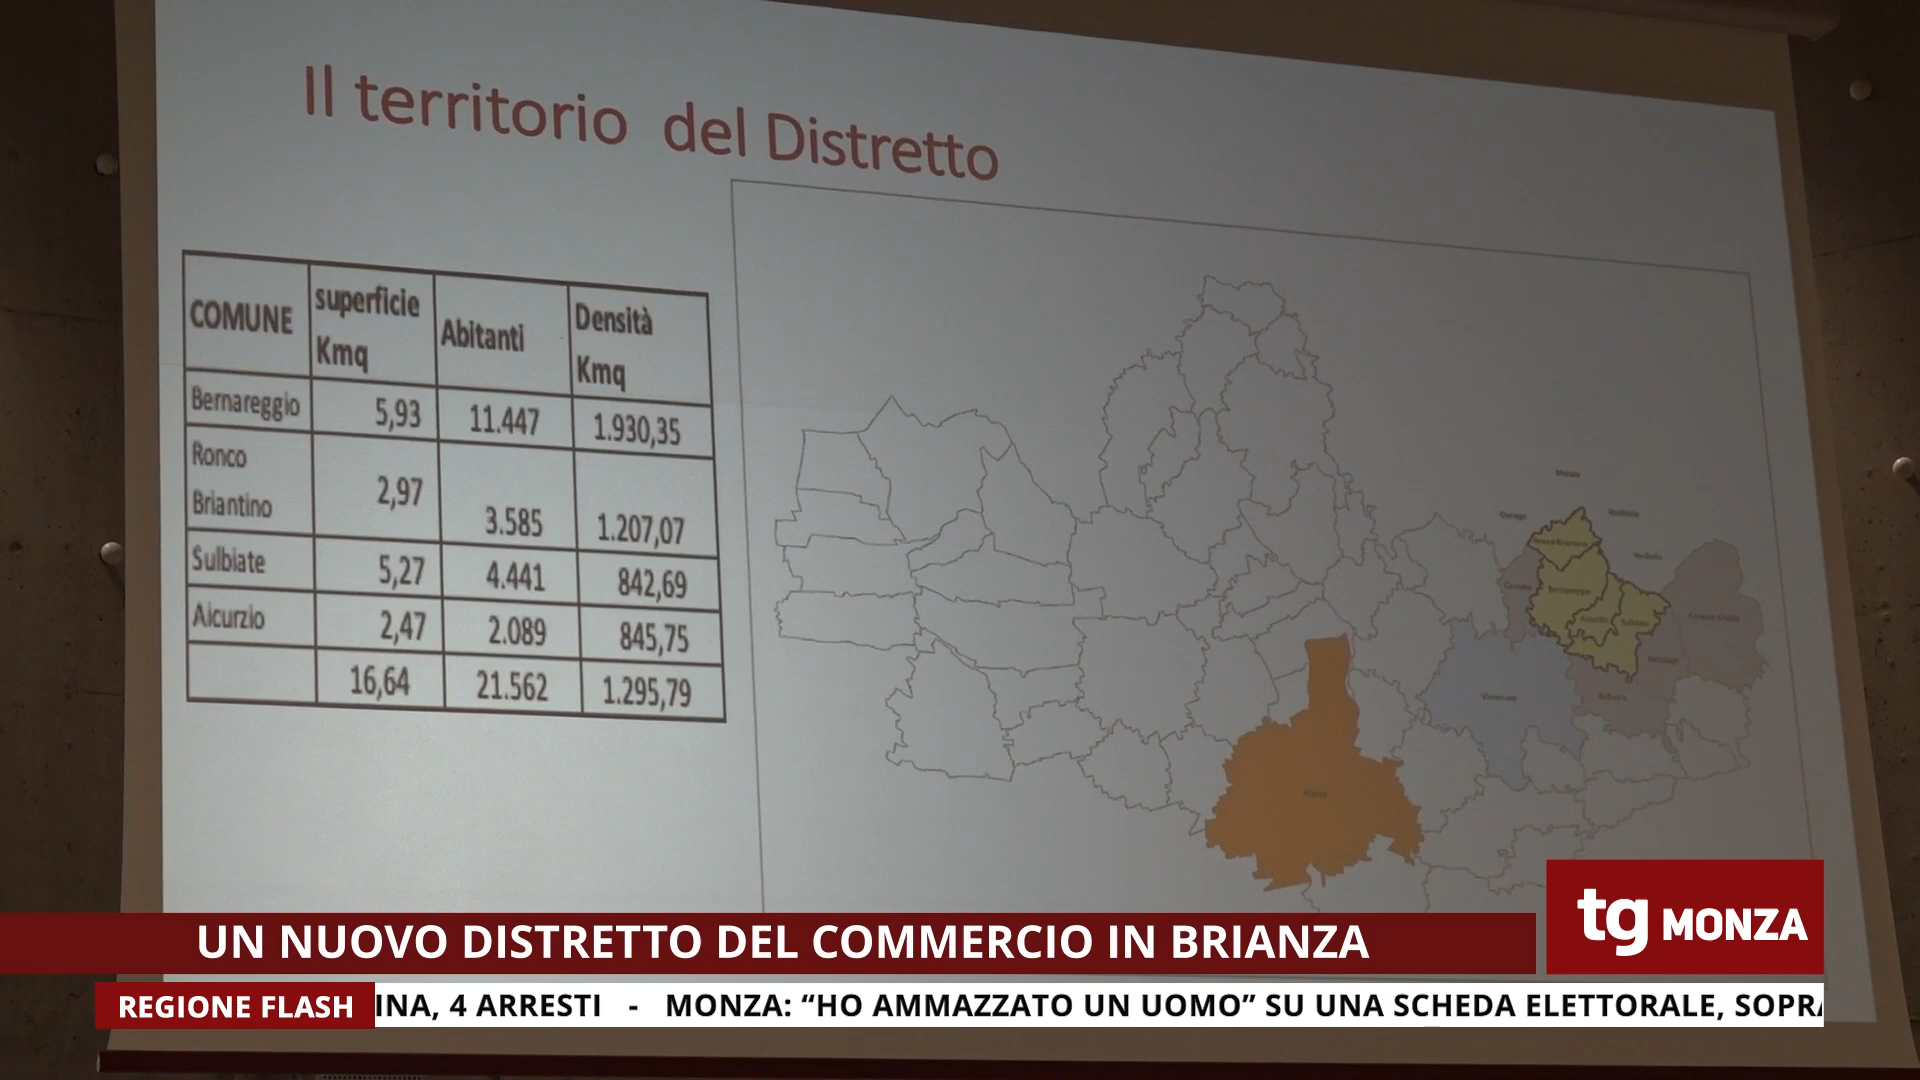 Il territorio del Distretto
COMUNE superficie Kmq Abitanti Densità Kmq
Bernareggio 5,93 11.447 1.930,35
Ronco Briantino 2,97 3.585 1.207,07
Sulbiate 5,27 4.441 842,69
Aicurzio 2,47 2.089 845,75
16,64 21.562 1.295,79
UN NUOVO DISTRETTO DEL COMMERCIO IN BRIANZA
tg MONZA
REGIONE FLASH INA, 4 ARRESTI - MONZA: “HO AMMAZZATO UN UOMO” SU UNA SCHEDA ELETTORALE, SOPRA